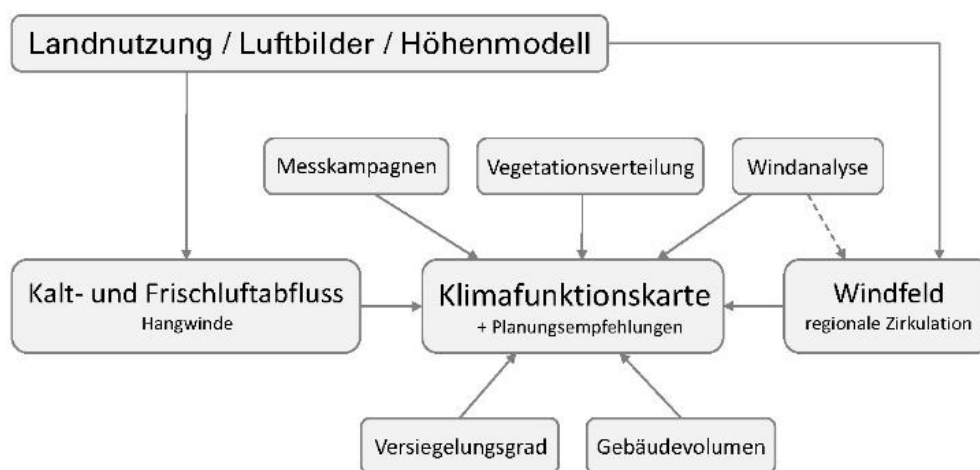 Landnutzung / Luftbilder / Höhenmodell
Messkampagnen
Vegetationsverteilung
Windanalyse
Kalt- und Frischluftabfluss
Hangwinde
Klimafunktionskarte
+ Planungsempfehlungen
Windfeld
regionale Zirkulation
Versiegelungsgrad
Gebäudevolumen